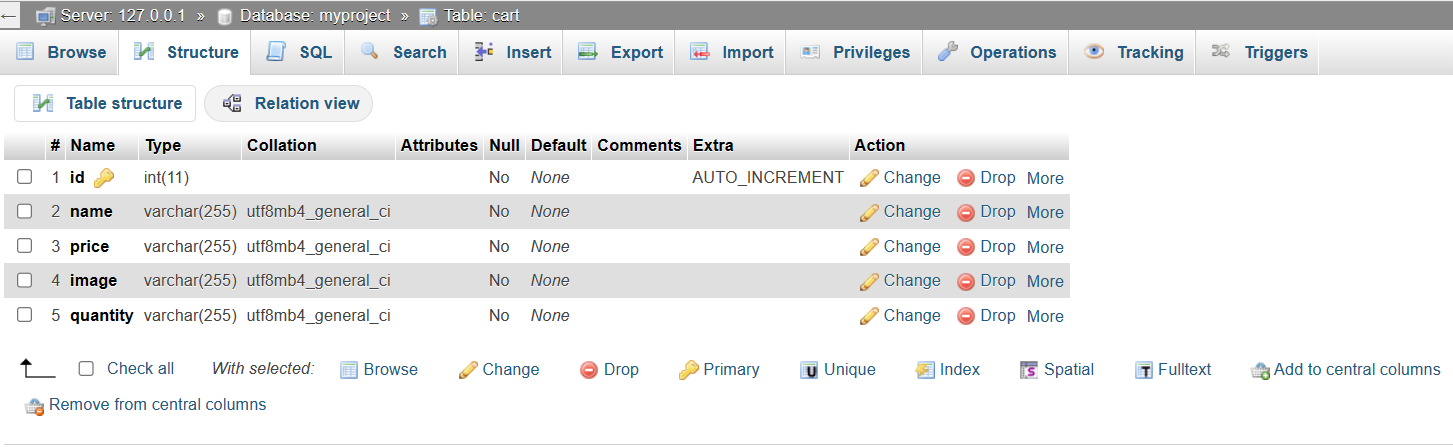 Server: 127.0.0.1 » Database: myproject » Table: cart
Browse Structure SQL Search Insert Export Import Privileges Operations Tracking Triggers
Table structure Relation view
# Name Type Collation Attributes Null Default Comments Extra Action
1 id int(11) No None AUTO_INCREMENT Change Drop More
2 name varchar(255) utf8mb4_general_ci No None Change Drop More
3 price varchar(255) utf8mb4_general_ci No None Change Drop More
4 image varchar(255) utf8mb4_general_ci No None Change Drop More
5 quantity varchar(255) utf8mb4_general_ci No None Change Drop More
Check all With selected: Browse Change Drop Primary Unique Index Spatial Fulltext Add to central columns
Remove from central columns